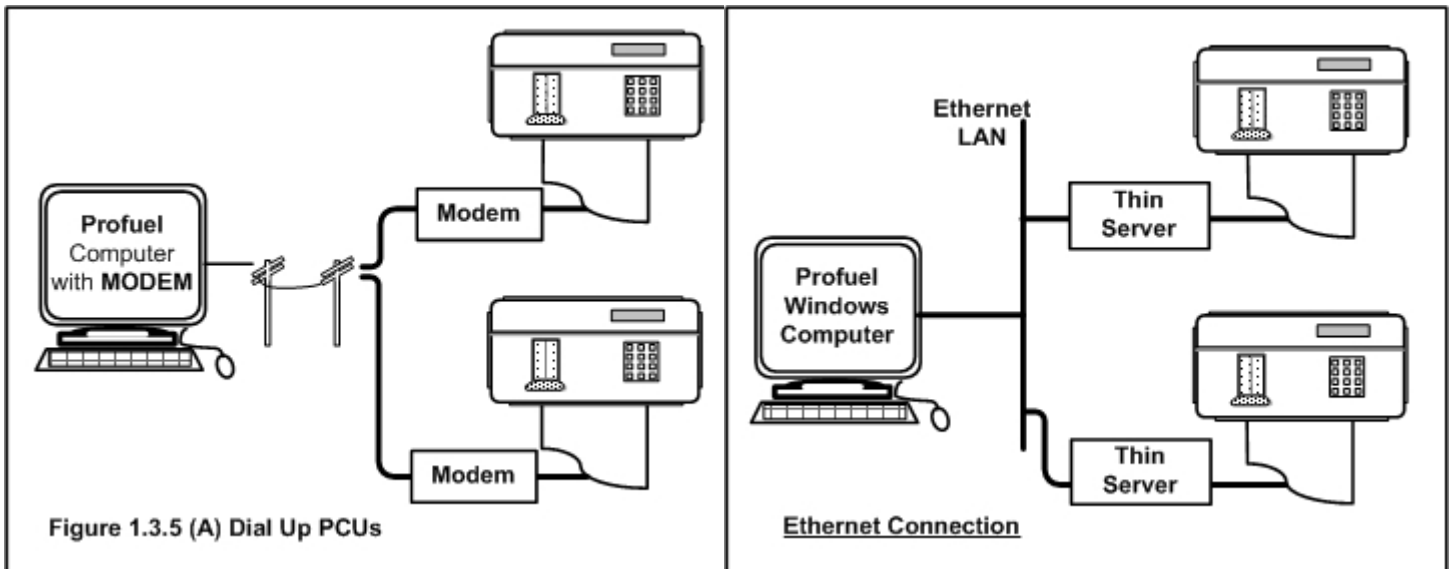 Profuel
Computer
with MODEM
Modem
Modem
Figure 1.3.5 (A) Dial Up PCUs
Ethernet
LAN
Thin
Server
Profuel
Windows
Computer
Thin
Server
Ethernet Connection